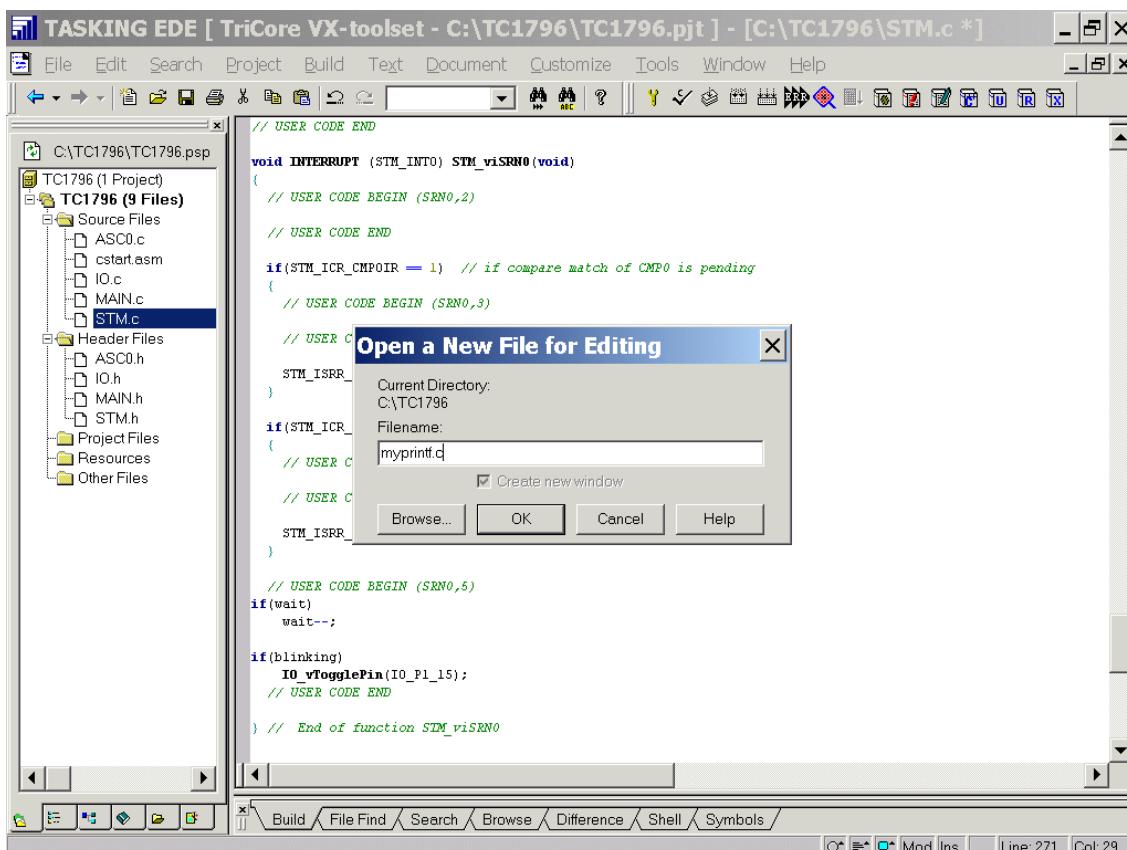 TASKING EDE [ TriCore VX-toolset - C:\TC1796\TC1796.pjt ] - [C:\TC1796\STM.c *]
File Edit Search Project Build Text Document Customize Tools Window Help
C:\TC1796\TC1796.psp
TC1796 (1 Project)
TC1796 (9 Files)
Source Files
ASC0.c
cstart.asm
IO.c
MAIN.c
STM.c
Header Files
ASC0.h
IO.h
MAIN.h
STM.h
Project Files
Resources
Other Files
// USER CODE END
void INTERRUPT (STM_INT0) STM_viSRN0(void)
{
// USER CODE BEGIN (SRN0,2)
// USER CODE END
if(STM_ICR_CMP0IR == 1) // if compare match of CMP0 is pending
{
// USER CODE BEGIN (SRN0,3)
// USER C
STM_ISRR_
}
if(STM_ICR_
{
// USER C
// USER C
STM_ISRR_
}
// USER CODE BEGIN (SRN0,5)
if(wait)
wait--;
if(blinking)
IO_vTogglePin(IO_P1_15);
// USER CODE END
} // End of function STM_viSRN0
Open a New File for Editing
Current Directory:
C:\TC1796
Filename:
myprintf.c
Create new window
Browse... OK Cancel Help
Build File Find Search Browse Difference Shell Symbols
Mod Ins Line: 271 Col: 29